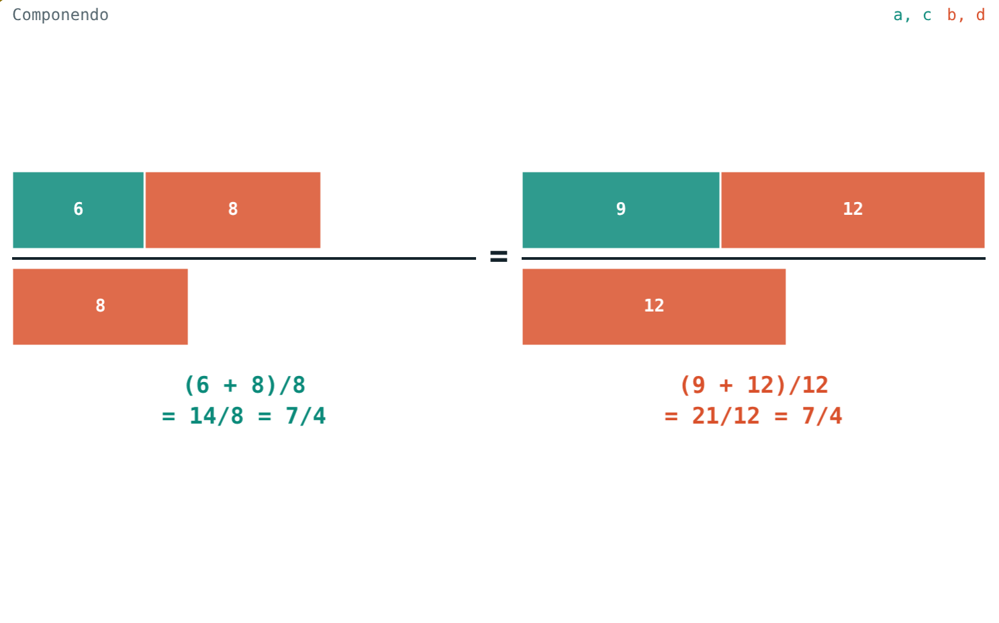 Componendo
a, c b, d
6 8
9 12
=
8
12
(6 + 8)/8
= 14/8 = 7/4
(9 + 12)/12
= 21/12 = 7/4